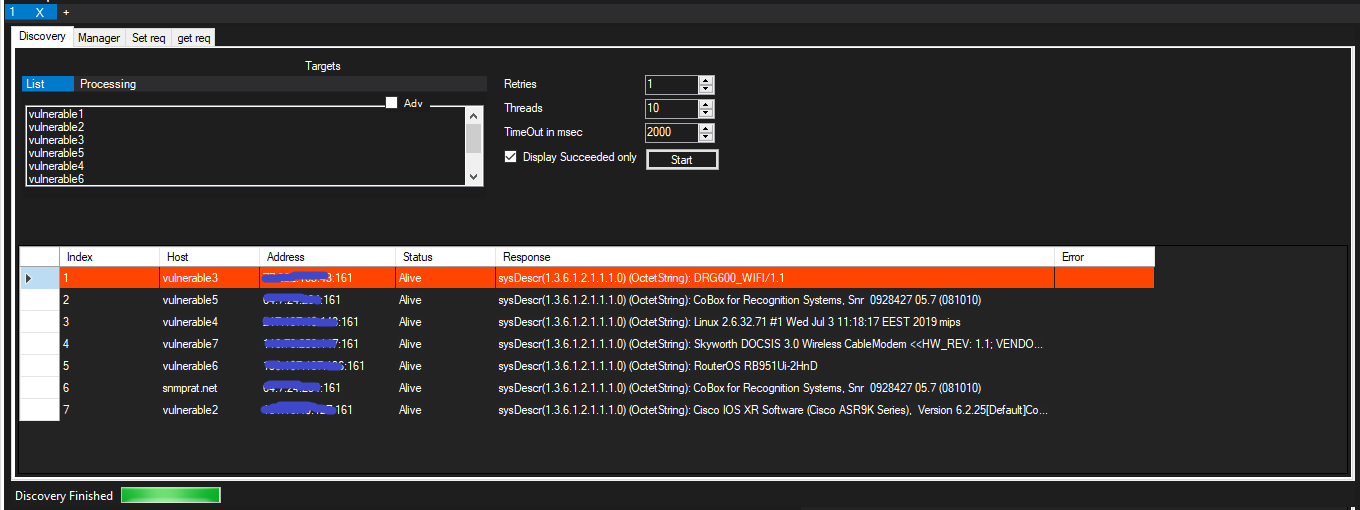 1 X +
Discovery Manager Set req get req
Targets
List Processing
Adv
vulnerable1
vulnerable2
vulnerable3
vulnerable5
vulnerable4
vulnerable6
Retries 1
Threads 10
TimeOut in msec 2000
Display Succeeded only Start
Index Host Address Status Response Error
1 vulnerable3 :161 Alive sysDescr(1.3.6.1.2.1.1.1.0) (OctetString): DRG600_WIFI/1.1
2 vulnerable5 :161 Alive sysDescr(1.3.6.1.2.1.1.1.0) (OctetString): CoBox for Recognition Systems, Snr 0928427 05.7 (081010)
3 vulnerable4 :161 Alive sysDescr(1.3.6.1.2.1.1.1.0) (OctetString): Linux 2.6.32.71 #1 Wed Jul 3 11:18:17 EEST 2019 mips
4 vulnerable7 :161 Alive sysDescr(1.3.6.1.2.1.1.1.0) (OctetString): Skyworth DOCSIS 3.0 Wireless CableModem <<HW_REV: 1.1; VENDO...
5 vulnerable6 :161 Alive sysDescr(1.3.6.1.2.1.1.1.0) (OctetString): RouterOS RB951Ui-2HnD
6 snmprat.net :161 Alive sysDescr(1.3.6.1.2.1.1.1.0) (OctetString): CoBox for Recognition Systems, Snr 0928427 05.7 (081010)
7 vulnerable2 :161 Alive sysDescr(1.3.6.1.2.1.1.1.0) (OctetString): Cisco IOS XR Software (Cisco ASR9K Series), Version 6.2.25[Default]Co...
Discovery Finished